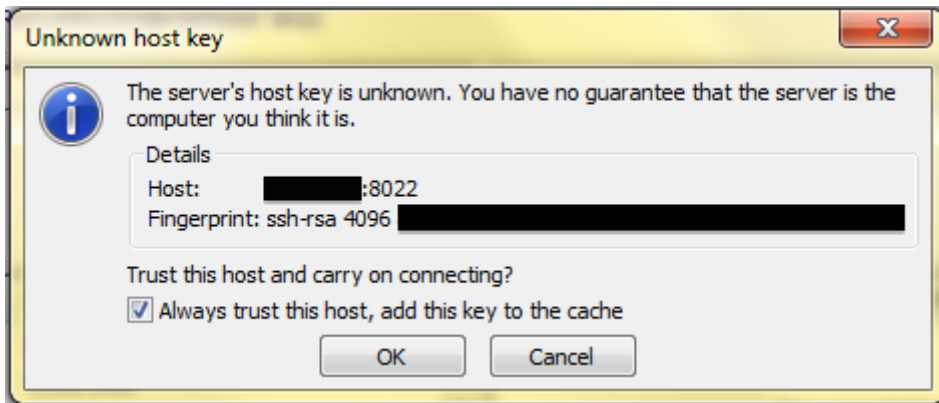 Unknown host key
The server's host key is unknown. You have no guarantee that the server is the
computer you think it is.
Details
Host: :8022
Fingerprint: ssh-rsa 4096
Trust this host and carry on connecting?
Always trust this host, add this key to the cache
OK Cancel